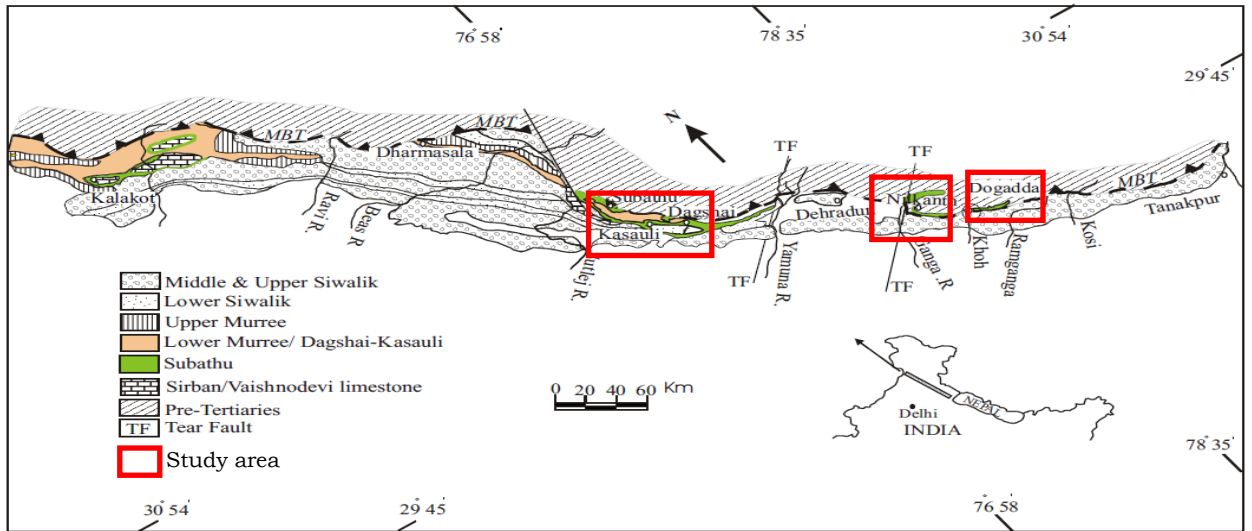 76° 58'
78° 35'
30° 54'
29° 45'
N
MBT
MBT
MBT
TF
TF
Dharmasala
Kalakot
Subathu
Dagshai
Kasauli
Dehradun
Dogadda
Tanakpur
Ravi R.
Beas R.
Yamuna R.
Khoh
Ramganga
Kosi
TF
TF
Middle & Upper Siwalik
Lower Siwalik
Upper Murree
Lower Murree/ Dagshai-Kasauli
Subathu
Sirban/Vaishnodevi limestone
Pre-Tertiaries
TF Tear Fault
Study area
0 20 40 60 Km
Delhi
INDIA
NEPAL
78° 35'
30° 54'
29° 45
76° 58'